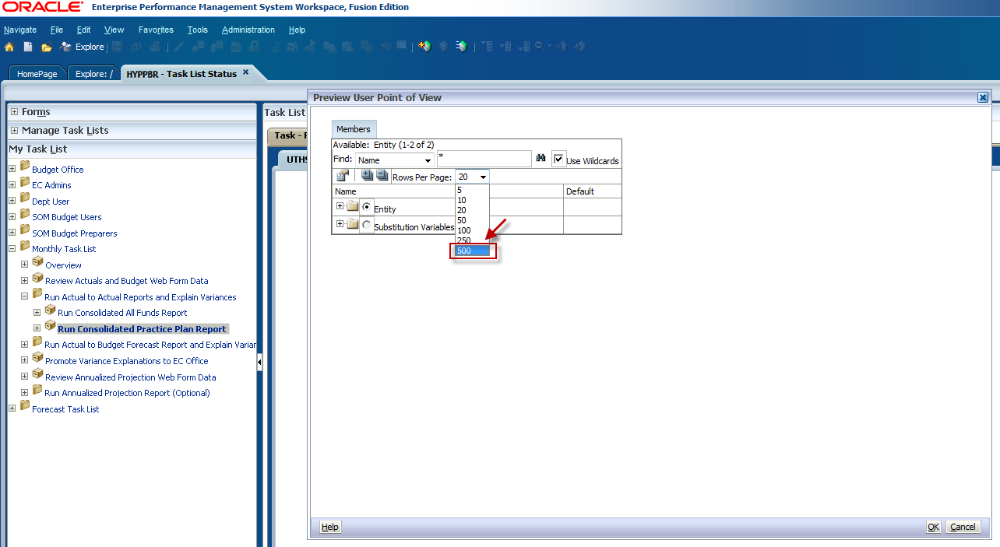 ORACLE® Enterprise Performance Management System Workspace, Fusion Edition
Navigate File Edit View Favorites Tools Administration Help
Explore
HomePage Explore: / HYPPBR - Task List Status
Preview User Point of View
Forms
Manage Task Lists
My Task List
Budget Office
EC Admins
Dept User
SOM Budget Users
SOM Budget Preparers
Monthly Task List
Overview
Review Actuals and Budget Web Form Data
Run Actual to Actual Reports and Explain Variances
Run Consolidated All Funds Report
Run Consolidated Practice Plan Report
Run Actual to Budget Forecast Report and Explain Varian
Promote Variance Explanations to EC Office
Review Annualized Projection Web Form Data
Run Annualized Projection Report (Optional)
Forecast Task List
Task List
Task - 
UTHS
Members
Available: Entity (1-2 of 2)
Find: Name * Use Wildcards
Rows Per Page: 20
Name Default
Entity
Substitution Variables
5
10
20
50
100
250
500
Help OK Cancel